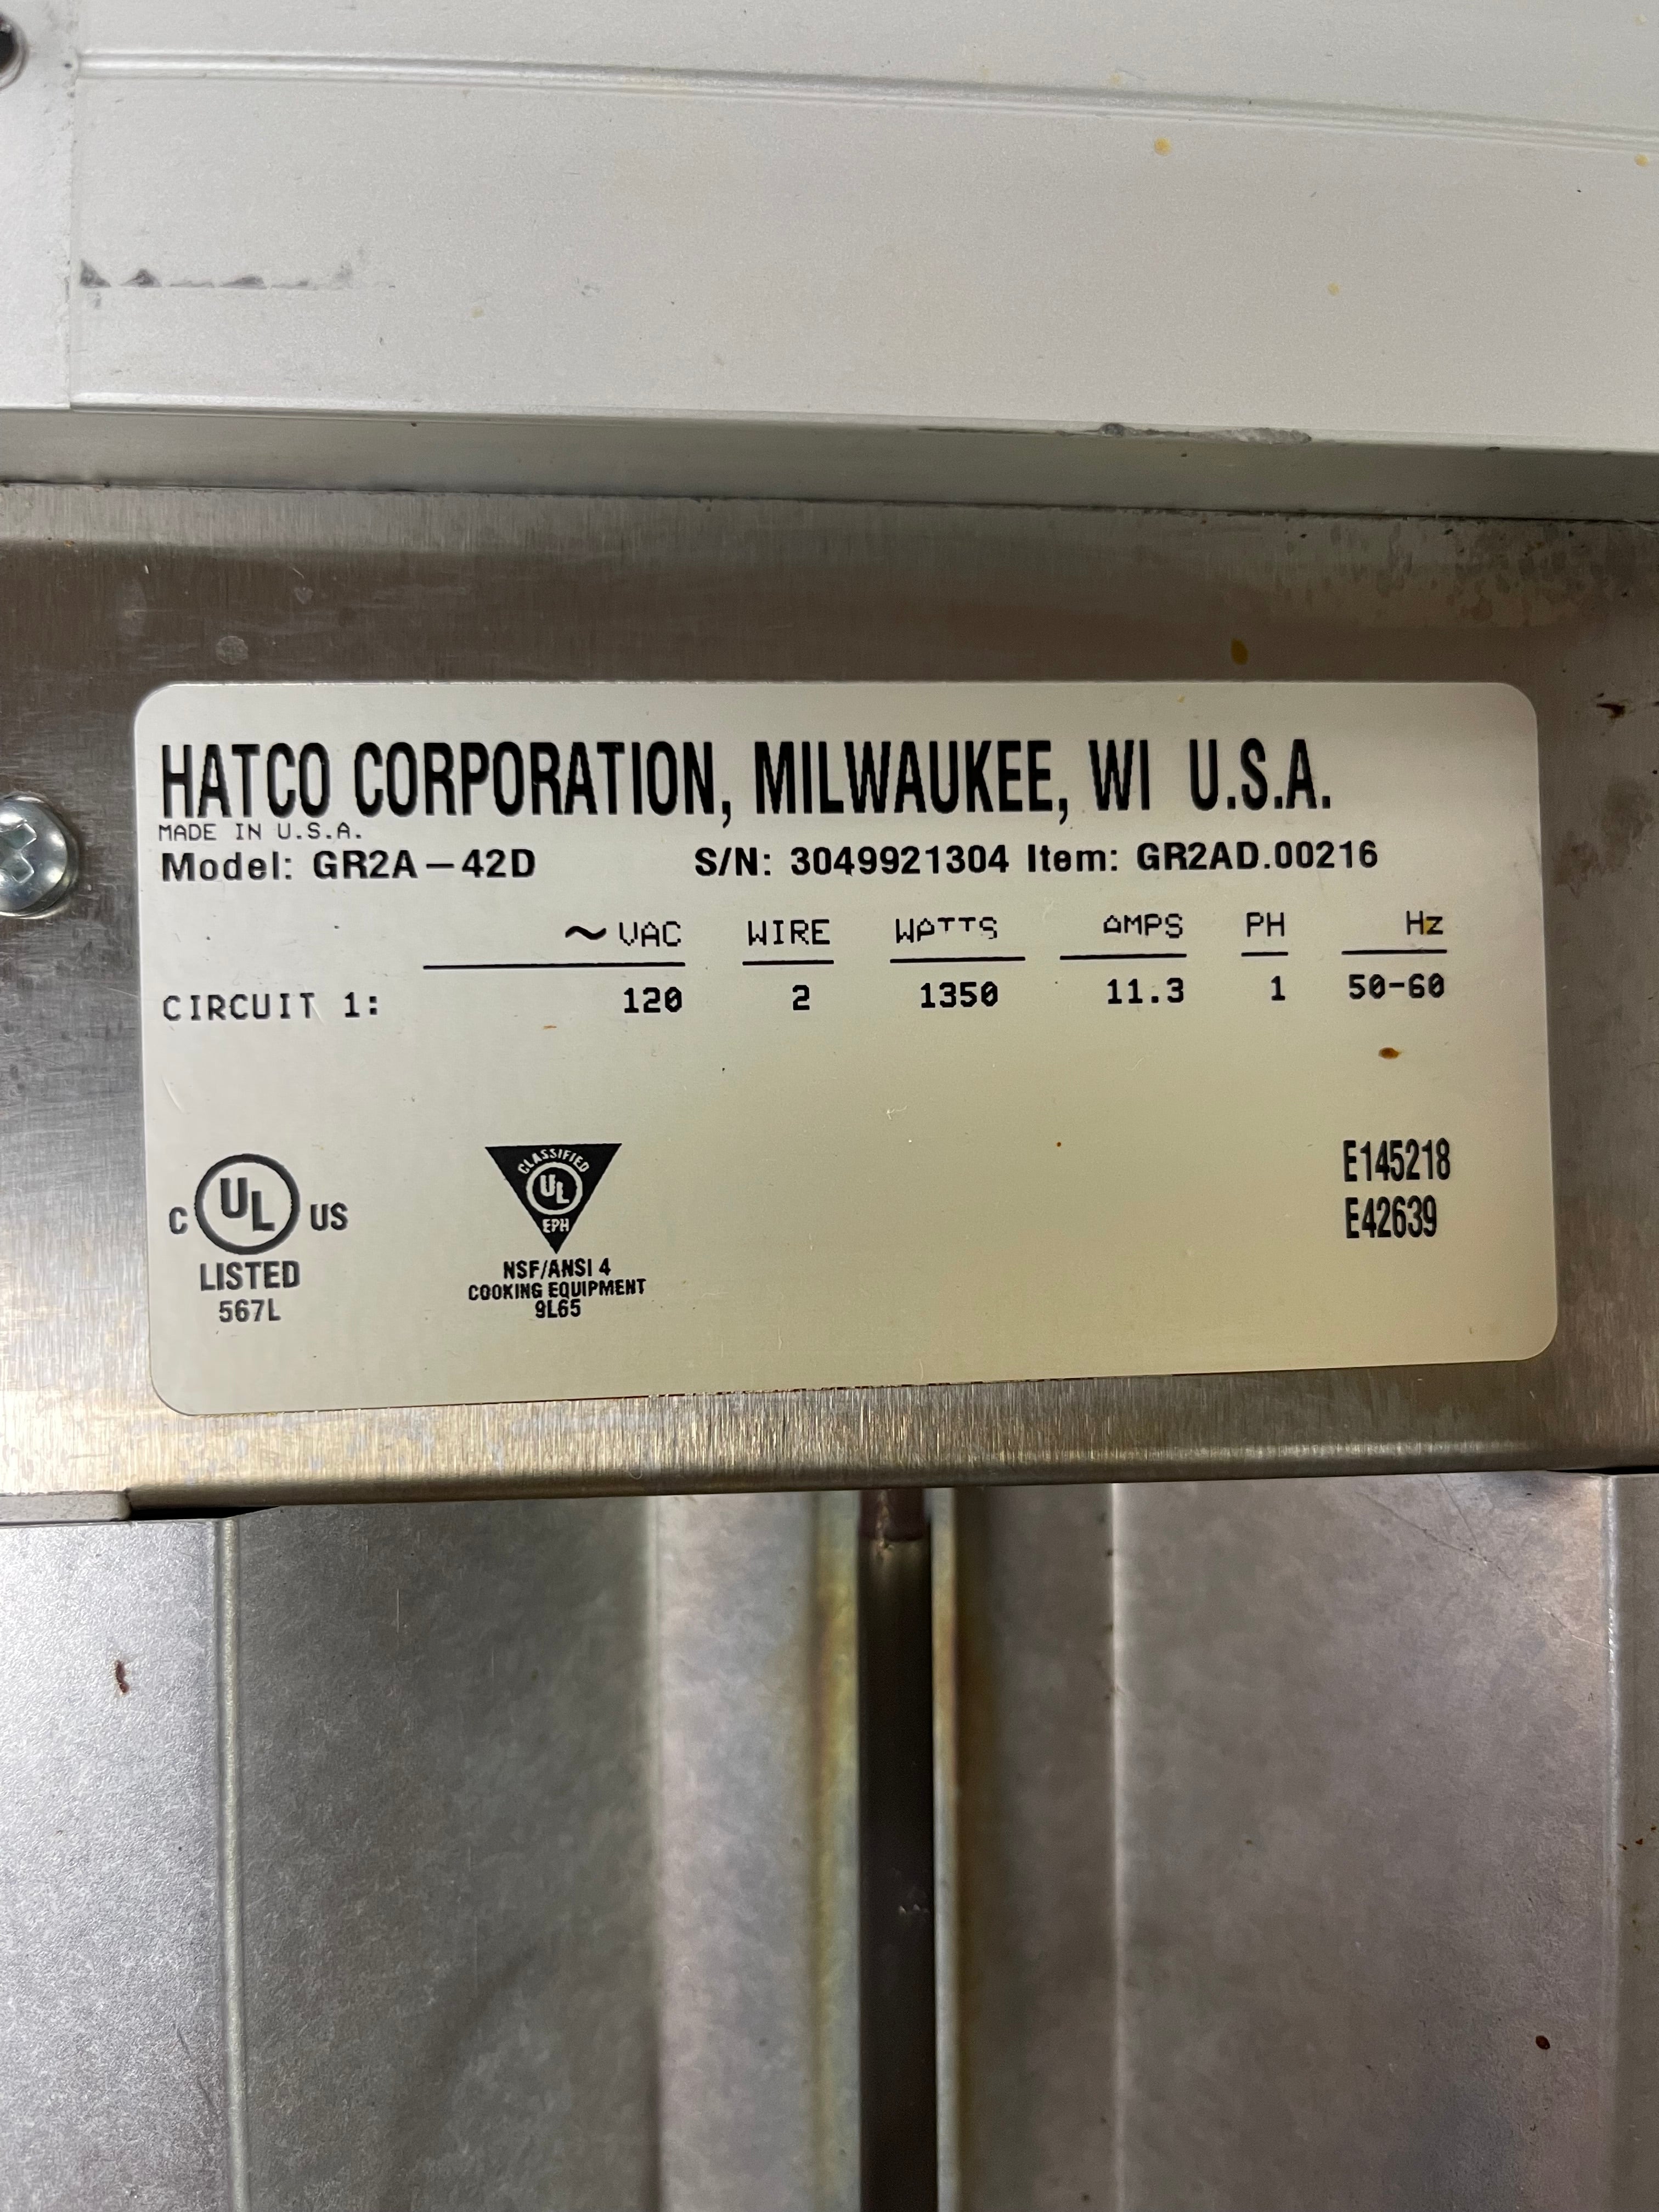 HATCO CORPORATION, MILWAUKEE, WI U.S.A.
MADE IN U.S.A.
Model: GR2A-42D S/N: 3049921304 Item: GR2AD.00216
~ VAC WIRE WATTS AMPS PH Hz
CIRCUIT 1: 120 2 1350 11.3 1 50-60
C UL US
LISTED
567L
CLASSIFIED
UL
EPH
NSF/ANSI 4
COOKING EQUIPMENT
9L65
E145218
E42639